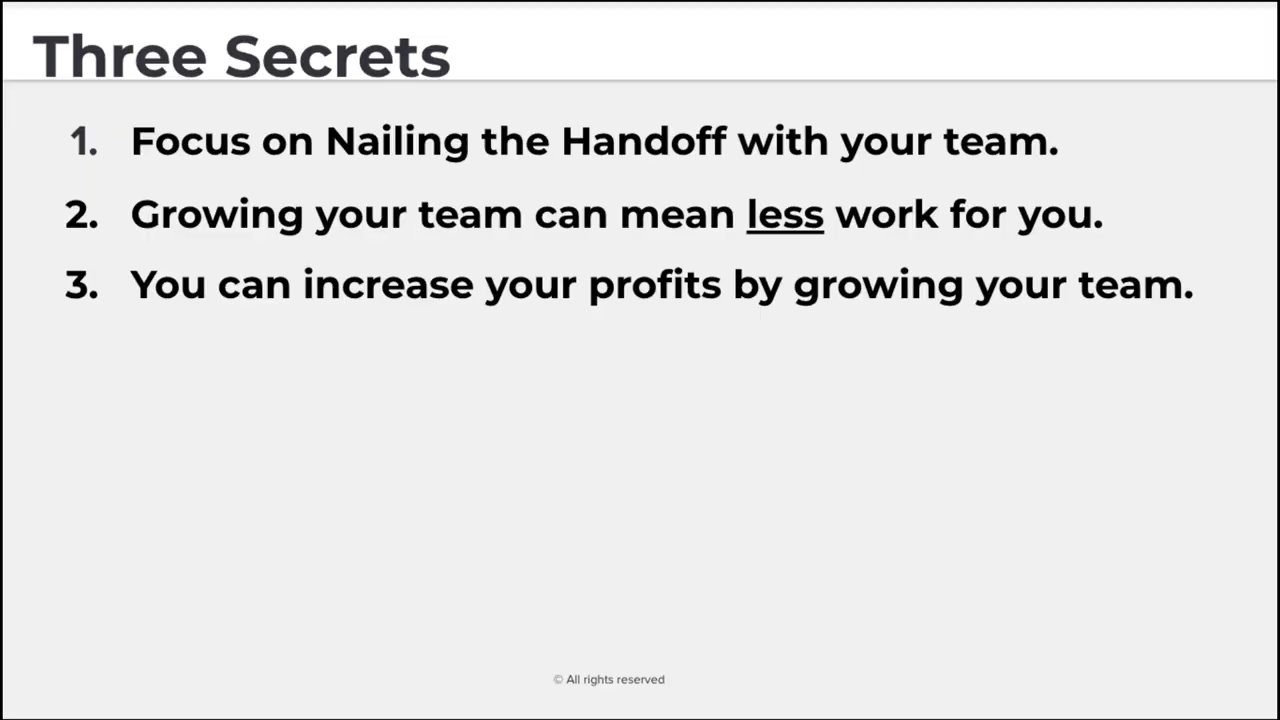 Three Secrets
1. Focus on Nailing the Handoff with your team.
2. Growing your team can mean less work for you.
3. You can increase your profits by growing your team.
© All rights reserved